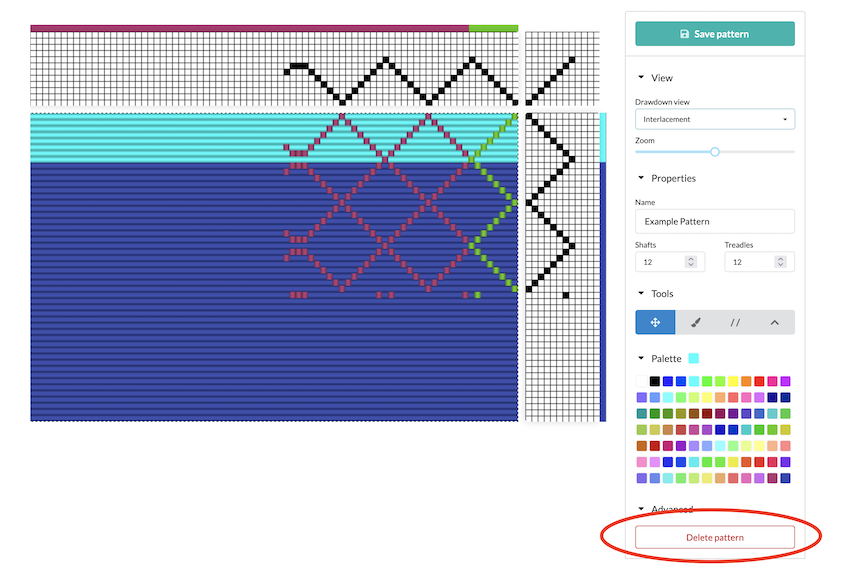 Save pattern
View
Drawdown view
Interlacement
Zoom
Properties
Name
Example Pattern
Shafts Treadles
12 12
Tools
//
Palette
Advanced
Delete pattern